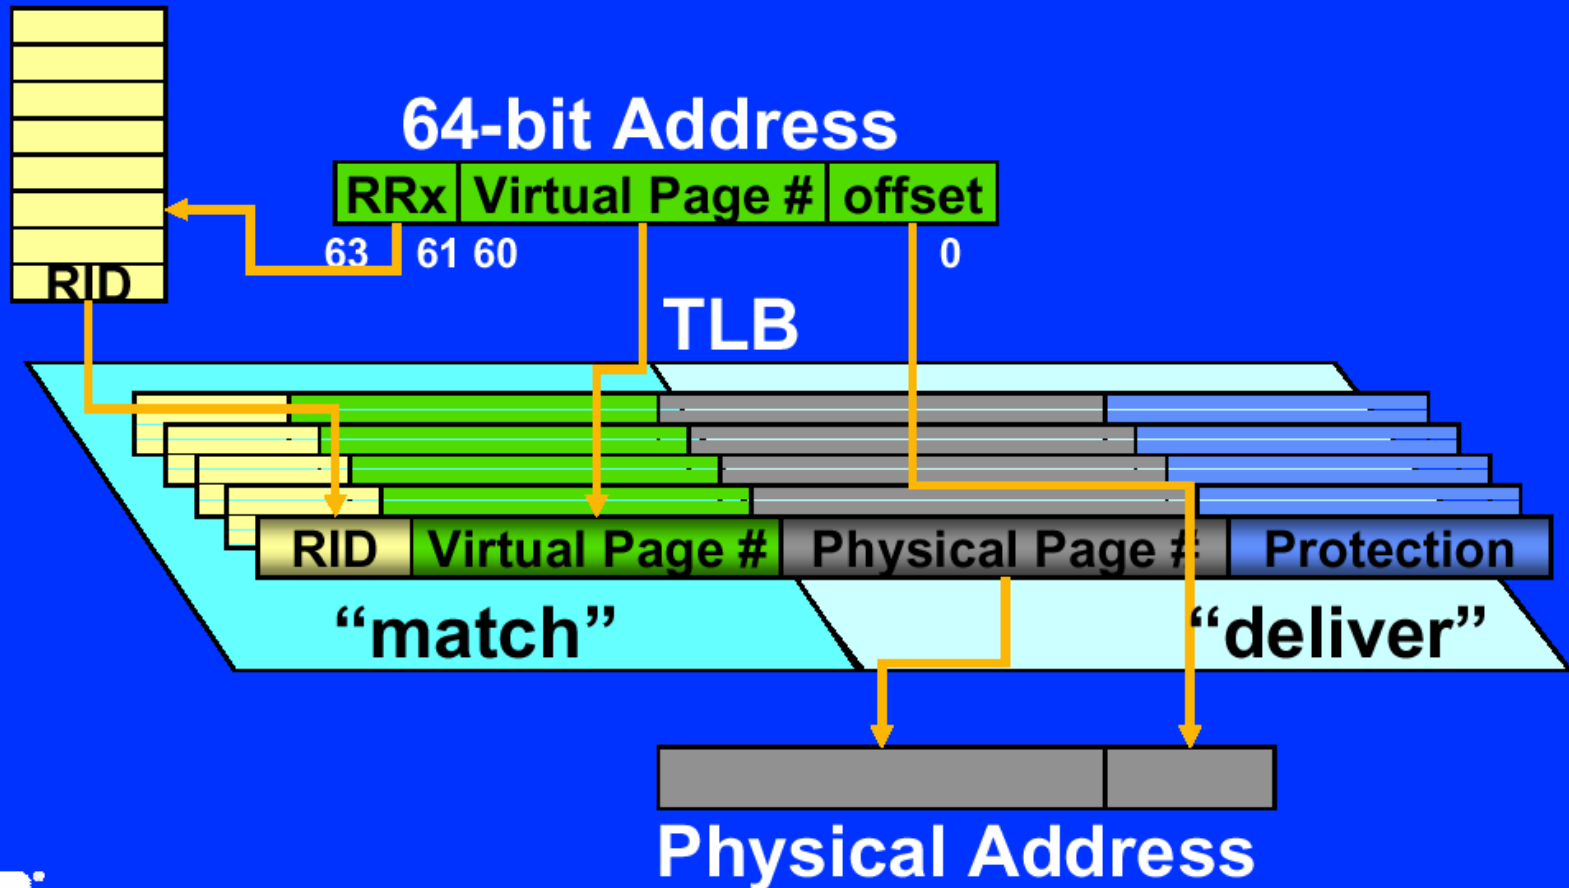 64-bit Address
RRx Virtual Page # offset
63 61 60 0
RID
TLB
RID Virtual Page # Physical Page # Protection
“match” “deliver”
Physical Address